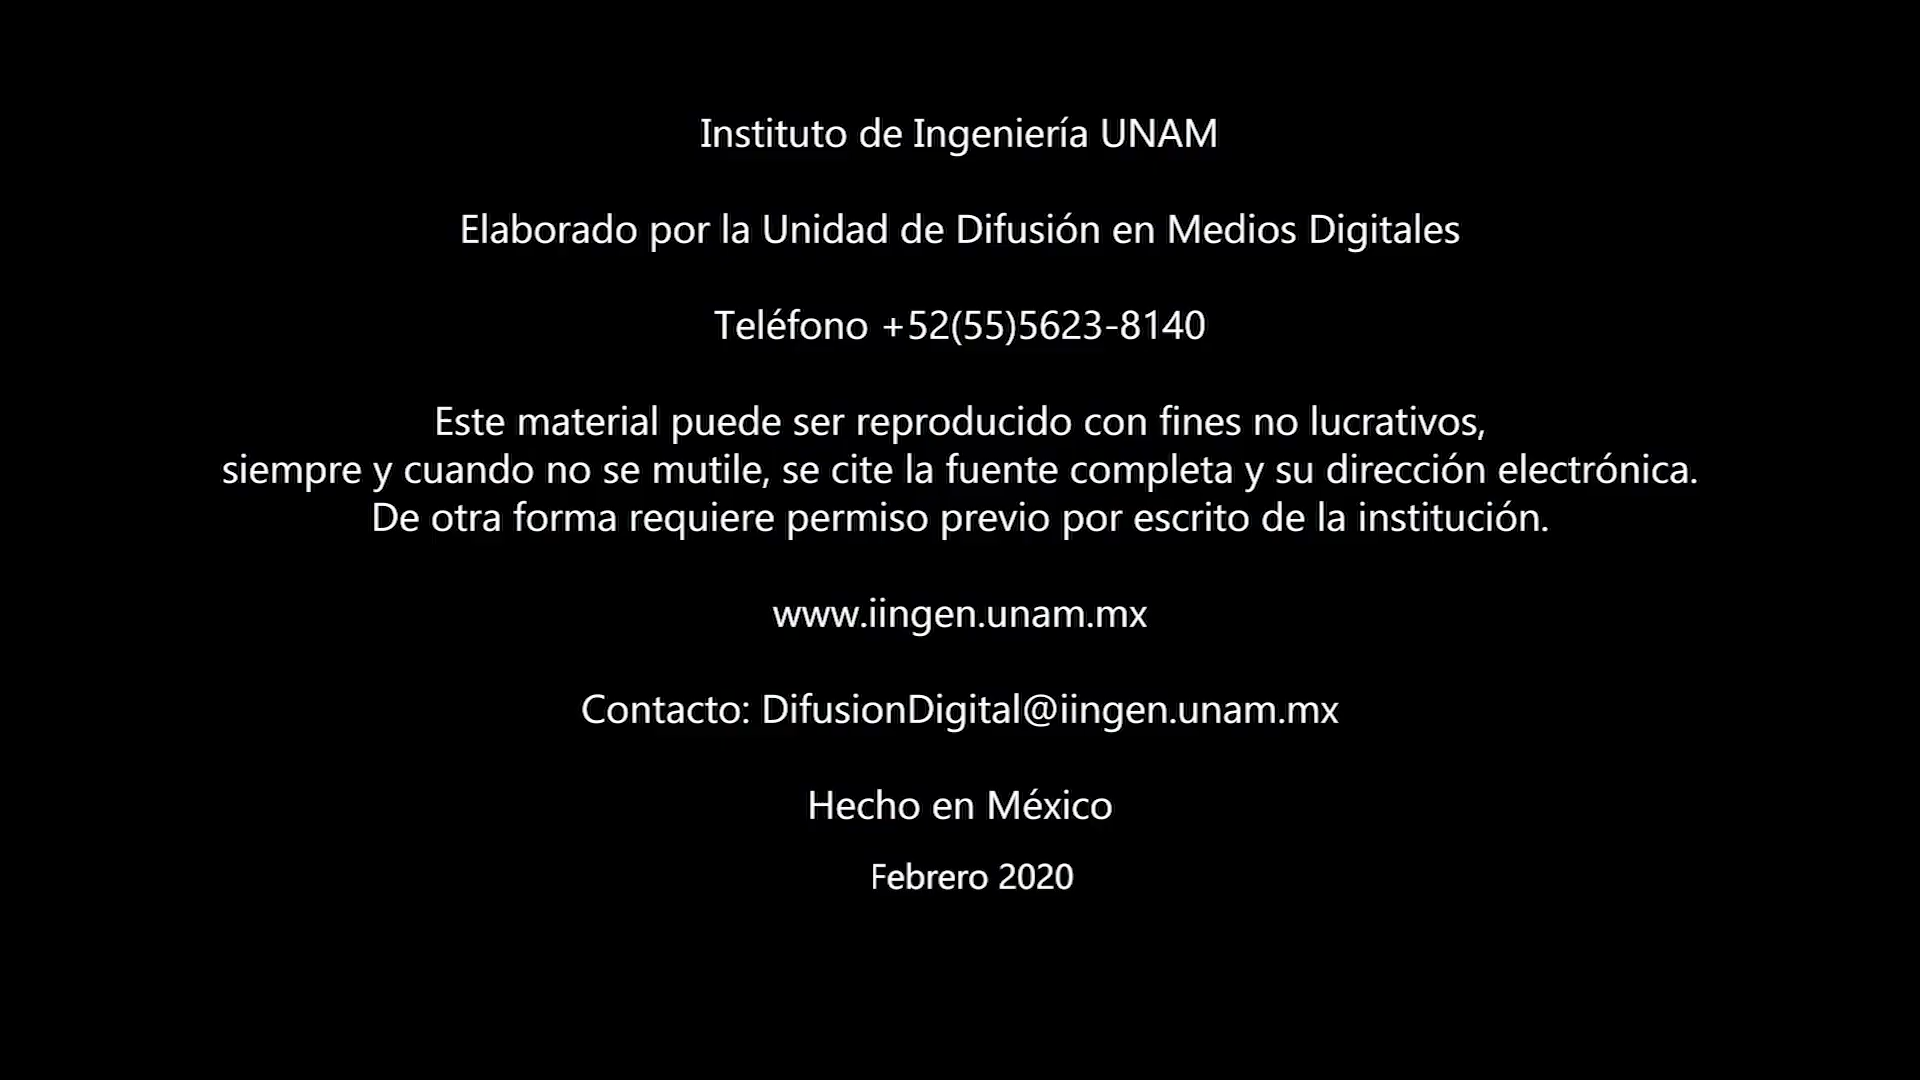 Instituto de Ingeniería UNAM
Elaborado por la Unidad de Difusión en Medios Digitales
Teléfono +52(55)5623-8140
Este material puede ser reproducido con fines no lucrativos,
siempre y cuando no se mutile, se cite la fuente completa y su dirección electrónica.
De otra forma requiere permiso previo por escrito de la institución.
www.iingen.unam.mx
Contacto: DifusionDigital@iingen.unam.mx
Hecho en México
Febrero 2020